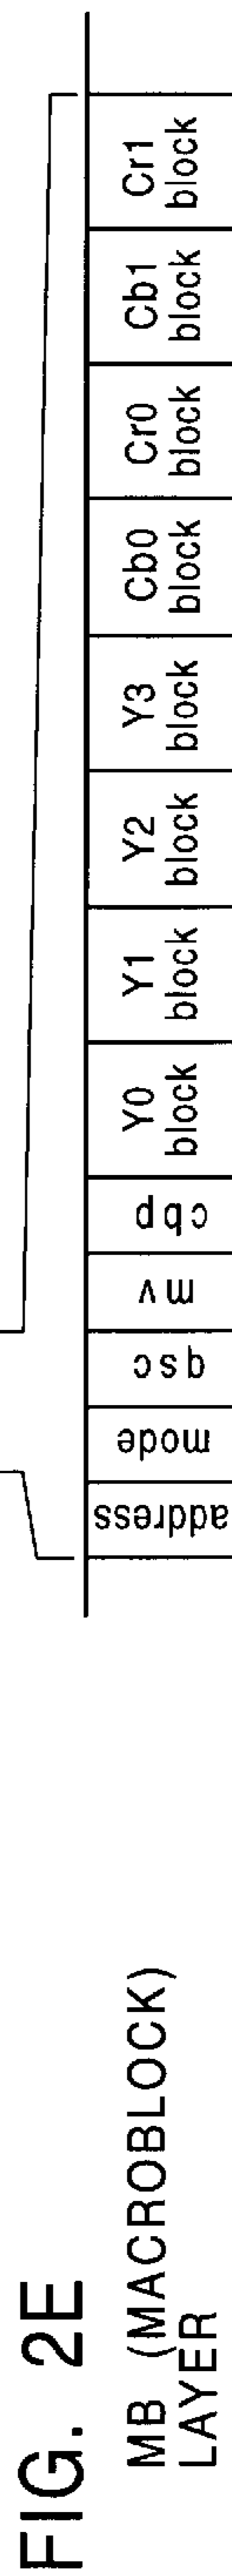 FIG. 2E
MB (MACROBLOCK)
LAYER
address
mode
qsc
mv
cbp
Y0
block
Y1
block
Y2
block
Y3
block
Cb0
block
Cr0
block
Cb1
block
Cr1
block